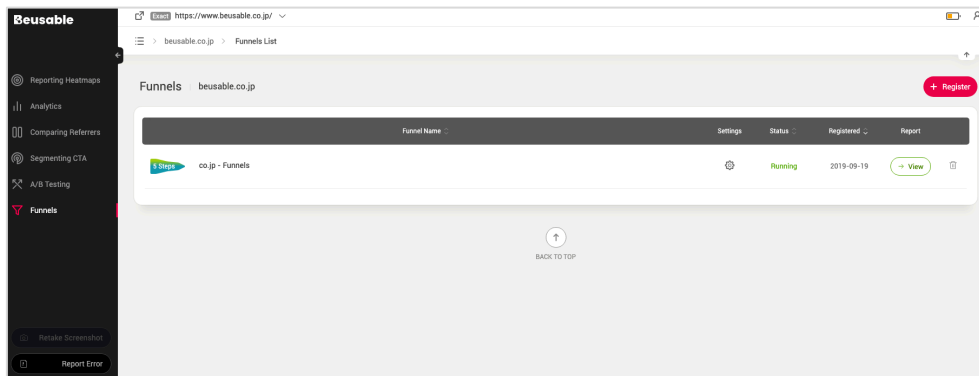 Beusable
Exact https://www.beusable.co.jp/
beusable.co.jp > Funnels List
Reporting Heatmaps
Analytics
Comparing Referrers
Segmenting CTA
A/B Testing
Funnels
Retake Screenshot
Report Error
Funnels beusable.co.jp
+ Register
Funnel Name Settings Status Registered Report
5 Steps co.jp - Funnels Running 2019-09-19 → View
BACK TO TOP